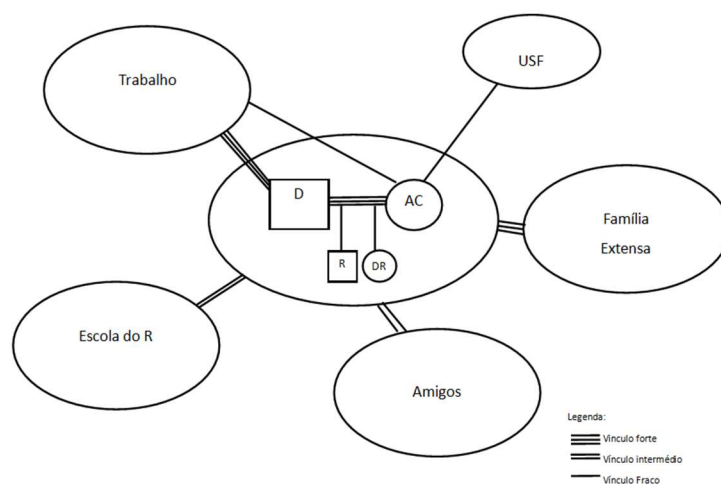 Trabalho
USF
D
AC
Família
Extensa
R
DR
Escola do R
Amigos
Legenda:
Vínculo forte
Vínculo intermédio
Vínculo Fraco